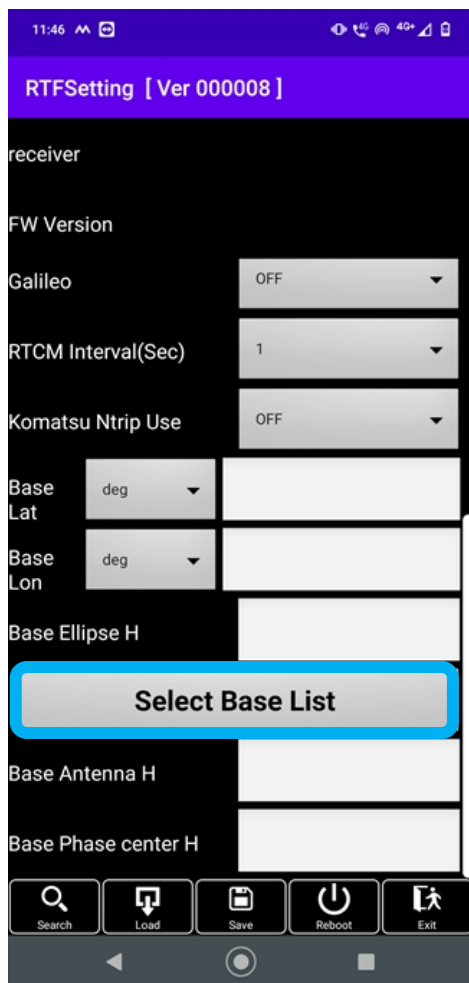 11:46
4G 4G+
RTFSetting [ Ver 000008 ]
receiver
FW Version
Galileo OFF
RTCM Interval(Sec) 1
Komatsu Ntrip Use OFF
Base Lat deg
Base Lon deg
Base Ellipse H
Select Base List
Base Antenna H
Base Phase center H
Search Load Save Reboot Exit